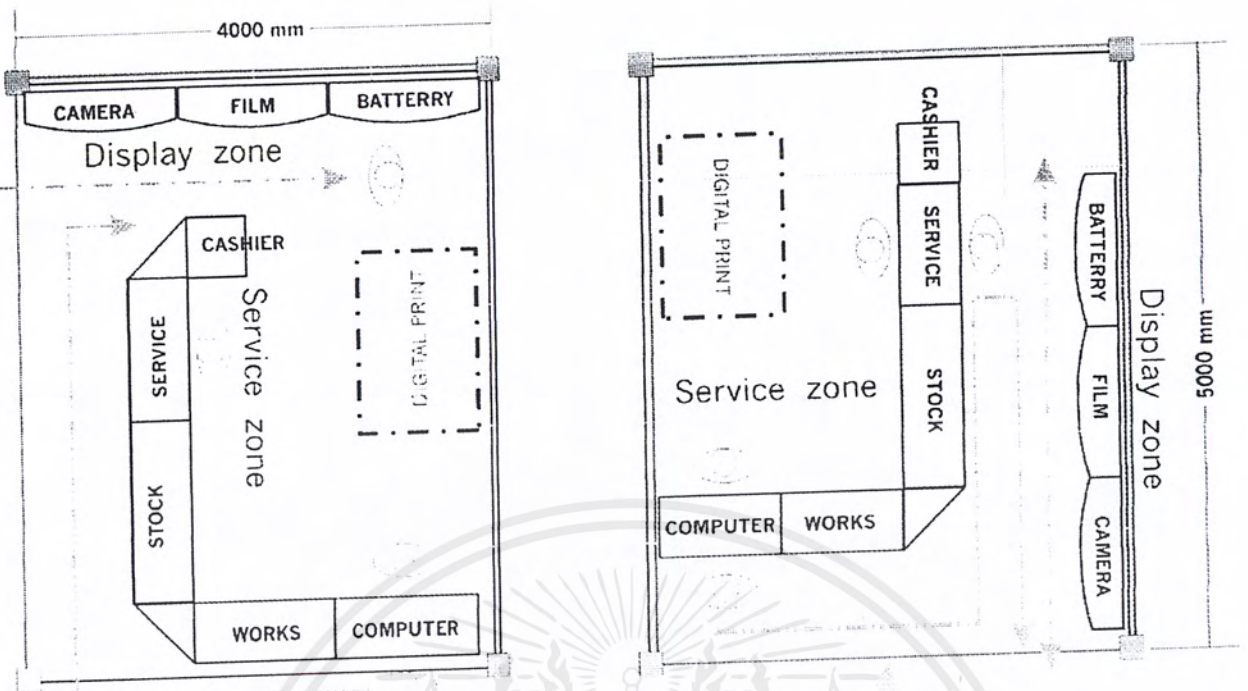 4000 mm
CAMERA
FILM
BATTERRY
Display zone
CASHIER
Service zone
DIGITAL PRINT
SERVICE
STOCK
WORKS
COMPUTER
CASHIER
DIGITAL PRINT
SERVICE
BATTERRY
Display zone
5000 mm
Service zone
STOCK
FILM
COMPUTER
WORKS
CAMERA